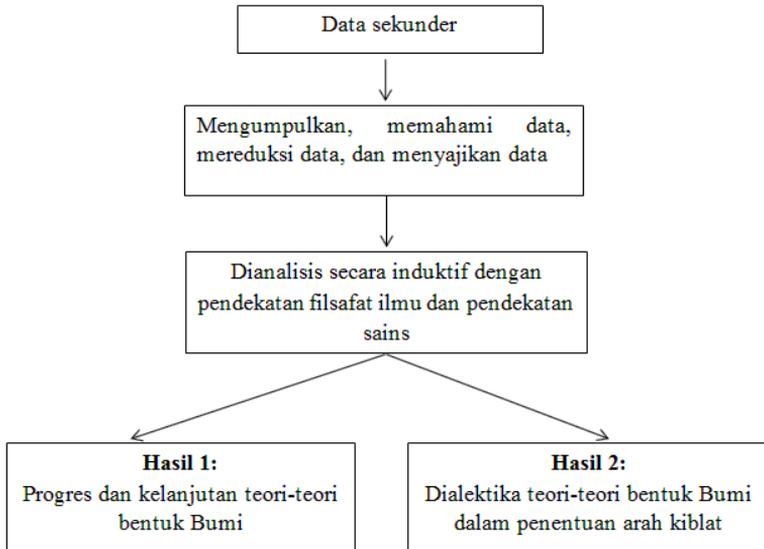 Data sekunder
Mengumpulkan, memahami data,
mereduksi data, dan menyajikan data
Dianalisis secara induktif dengan
pendekatan filsafat ilmu dan pendekatan
sains
Hasil 1:
Progres dan kelanjutan teori-teori
bentuk Bumi
Hasil 2:
Dialektika teori-teori bentuk Bumi
dalam penentuan arah kiblat